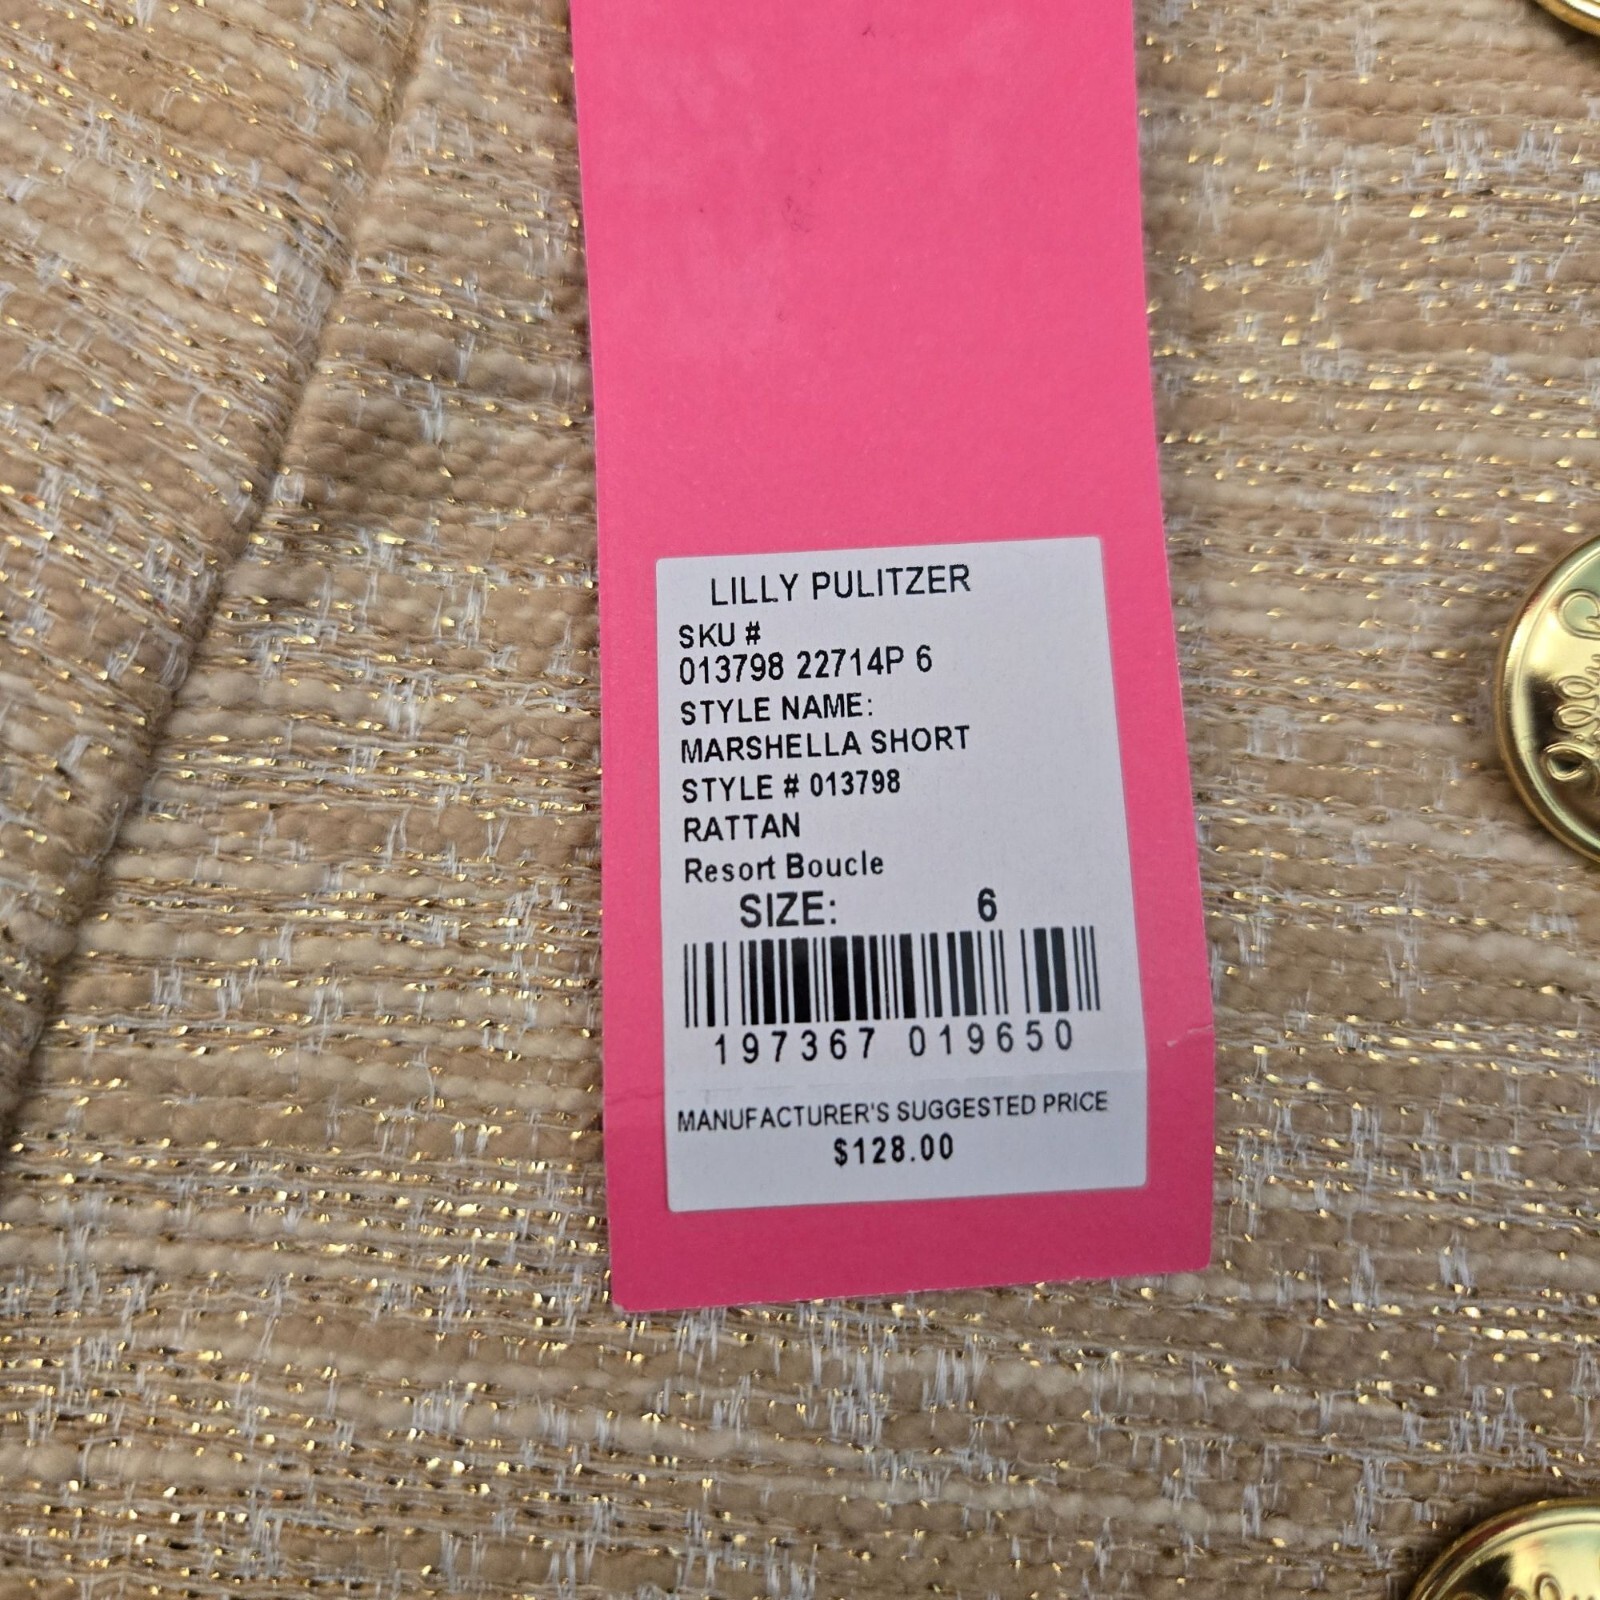 LILLY PULITZER
SKU #
013798 22714P 6
STYLE NAME:
MARSHELLA SHORT
STYLE # 013798
RATTAN
Resort Boucle
SIZE: 6
197367 019650
MANUFACTURER'S SUGGESTED PRICE
$128.00
Lilly P